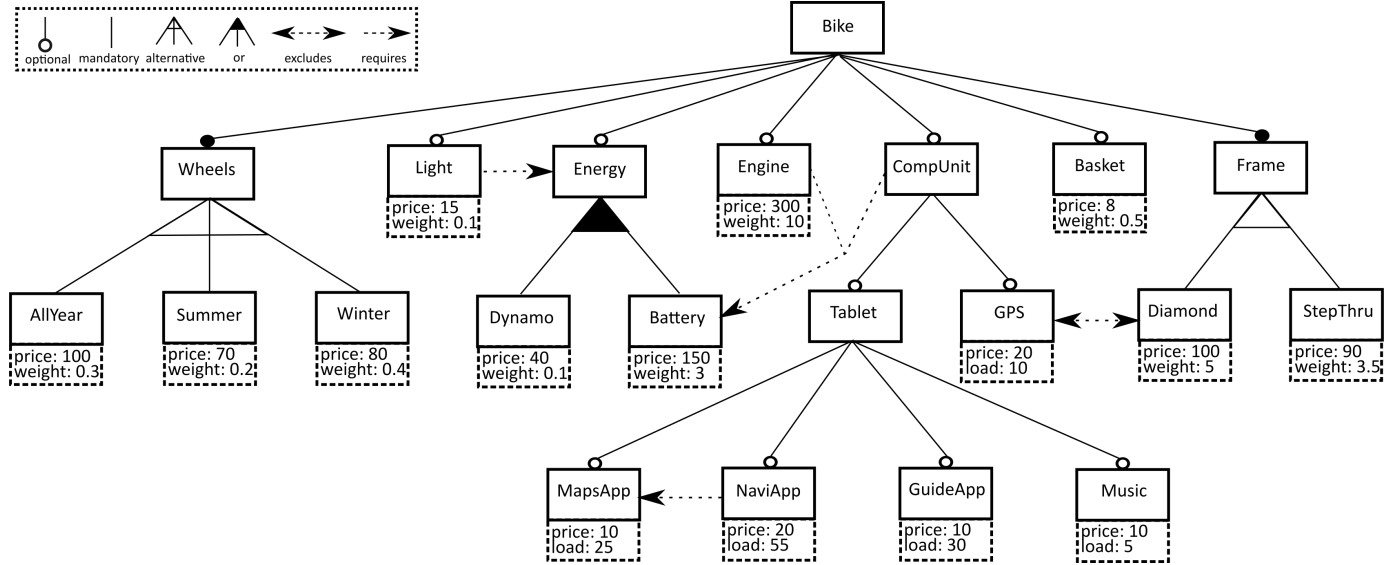 Bike
optional mandatory alternative or excludes requires
Wheels
Light
price: 15
weight: 0.1
Energy
Engine
price: 300
weight: 10
CompUnit
Basket
price: 8
weight: 0.5
Frame
AllYear
price: 100
weight: 0.3
Summer
price: 70
weight: 0.2
Winter
price: 80
weight: 0.4
Dynamo
price: 40
weight: 0.1
Battery
price: 150
weight: 3
Tablet
GPS
price: 20
load: 10
Diamond
price: 100
weight: 5
StepThru
price: 90
weight: 3.5
MapsApp
price: 10
load: 25
NaviApp
price: 20
load: 55
GuideApp
price: 10
load: 30
Music
price: 10
load: 5